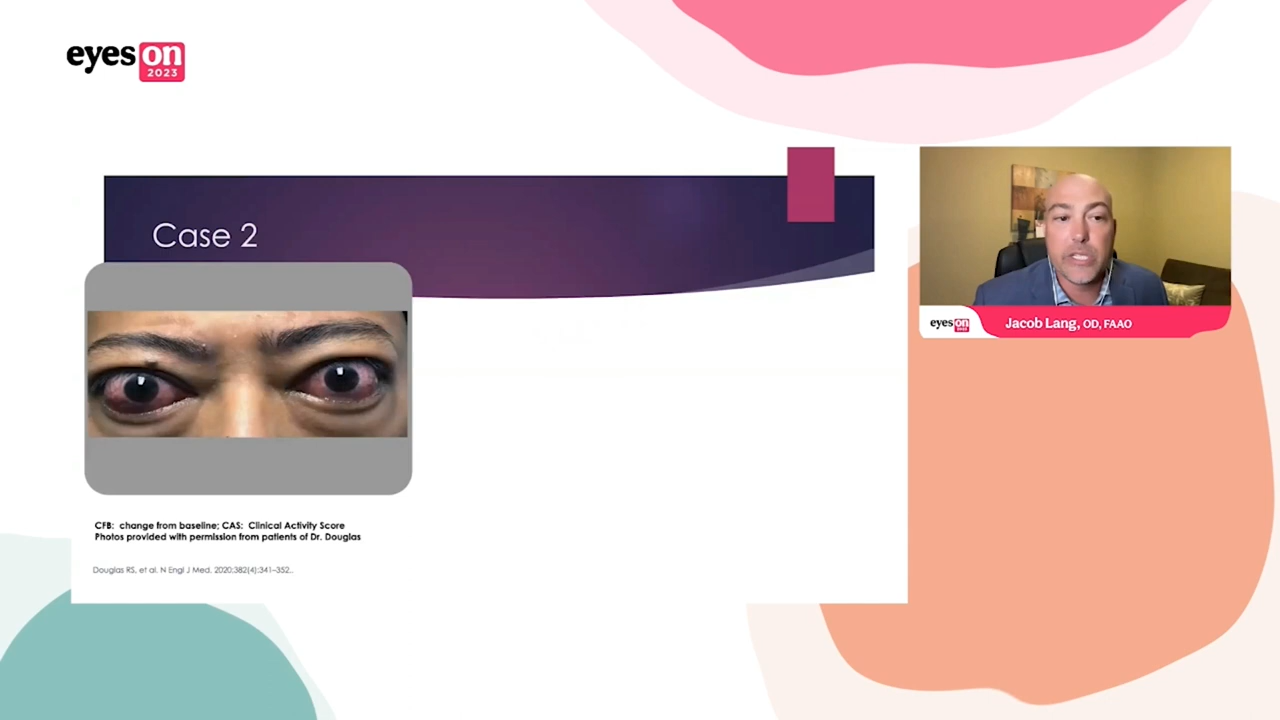 eyes on
2023
Case 2
CFB: change from baseline; CAS: Clinical Activity Score
Photos provided with permission from patients of Dr. Douglas
Douglas RS, et al. N Engl J Med. 2020;382(4):341–352..
eyes on
2023
Jacob Lang, OD, FAAO